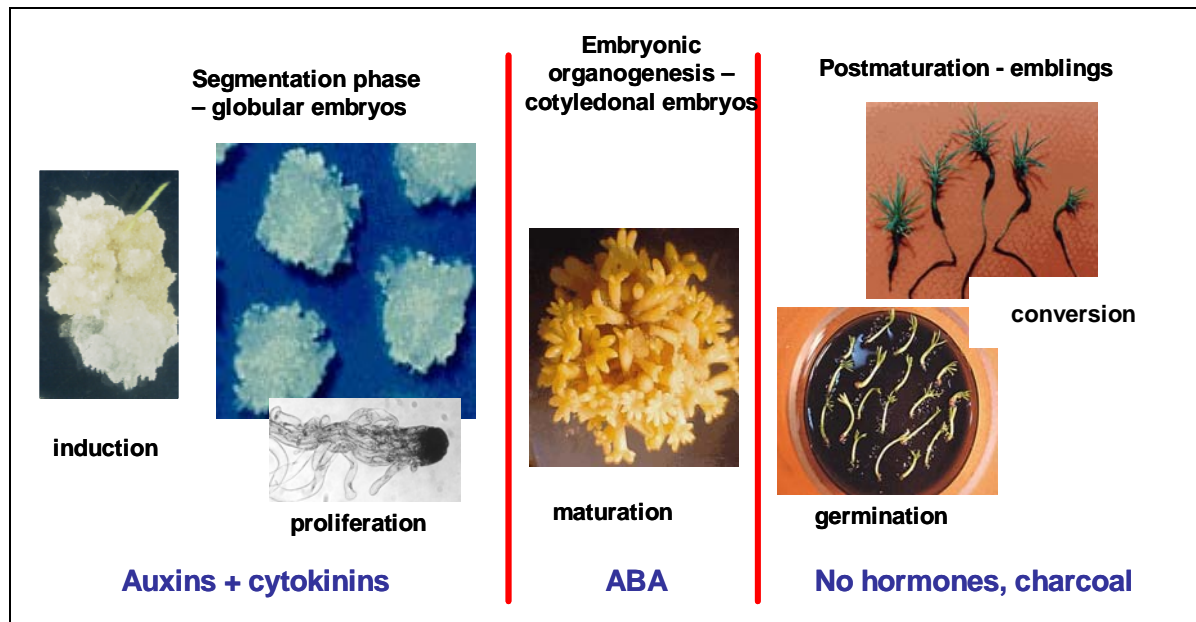 Segmentation phase
– globular embryos
induction
proliferation
Auxins + cytokinins
Embryonic
organogenesis –
cotyledonal embryos
maturation
ABA
Postmaturation - emblings
conversion
germination
No hormones, charcoal